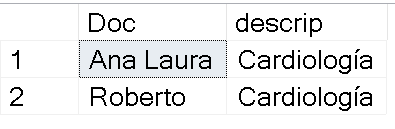 Doc descrip
1 Ana Laura Cardiología
2 Roberto Cardiología